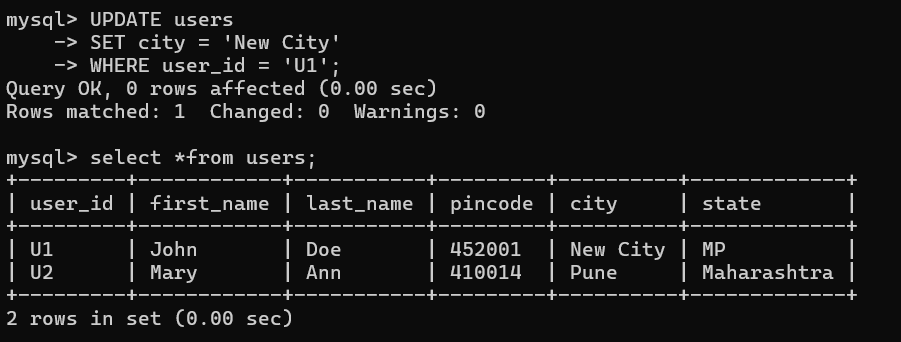 mysql> UPDATE users
    -> SET city = 'New City'
    -> WHERE user_id = 'U1';
Query OK, 0 rows affected (0.00 sec)
Rows matched: 1  Changed: 0  Warnings: 0

mysql> select *from users;
+---------+------------+-----------+---------+----------+-------------+
| user_id | first_name | last_name | pincode | city     | state       |
+---------+------------+-----------+---------+----------+-------------+
| U1      | John       | Doe       | 452001  | New City | MP          |
| U2      | Mary       | Ann       | 410014  | Pune     | Maharashtra |
+---------+------------+-----------+---------+----------+-------------+
2 rows in set (0.00 sec)